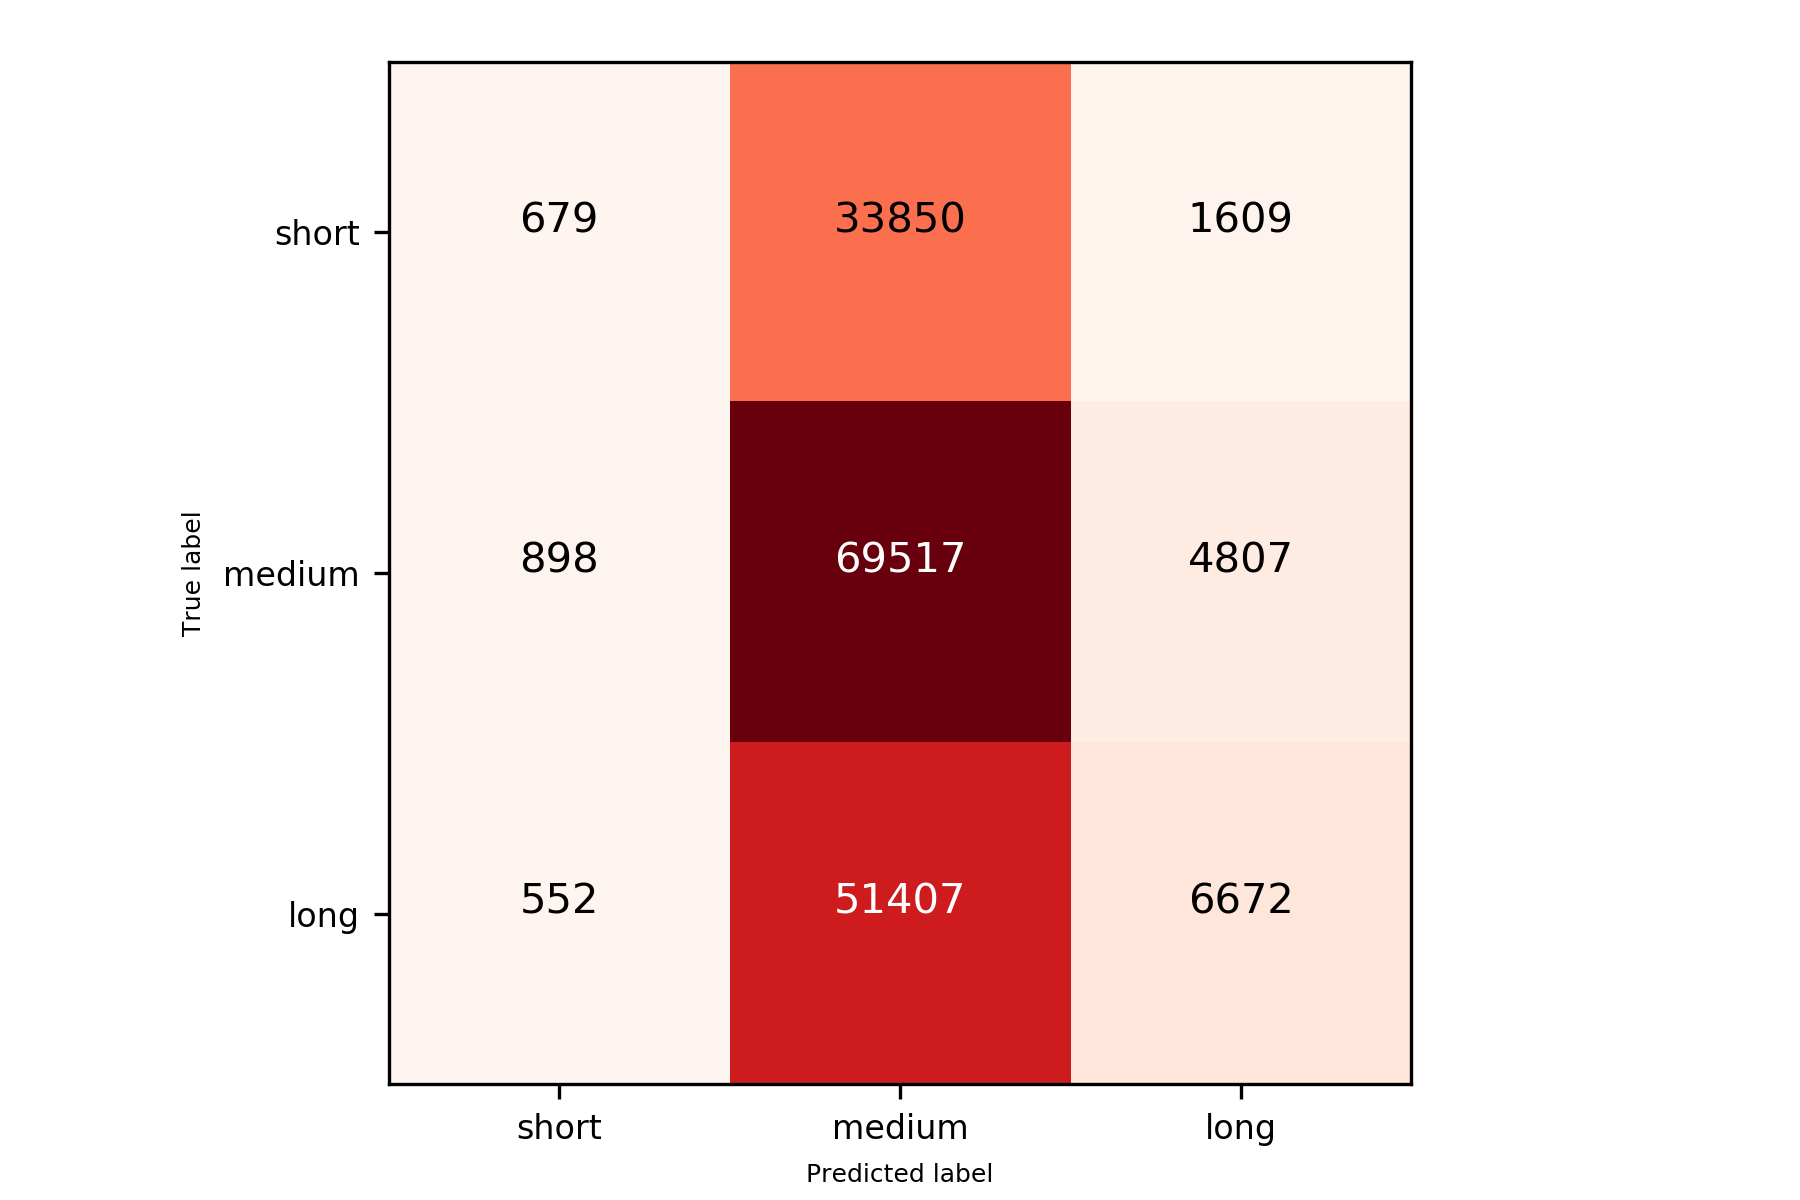 short 679 33850 1609
True label
medium 898 69517 4807
long 552 51407 6672
short medium long
Predicted label